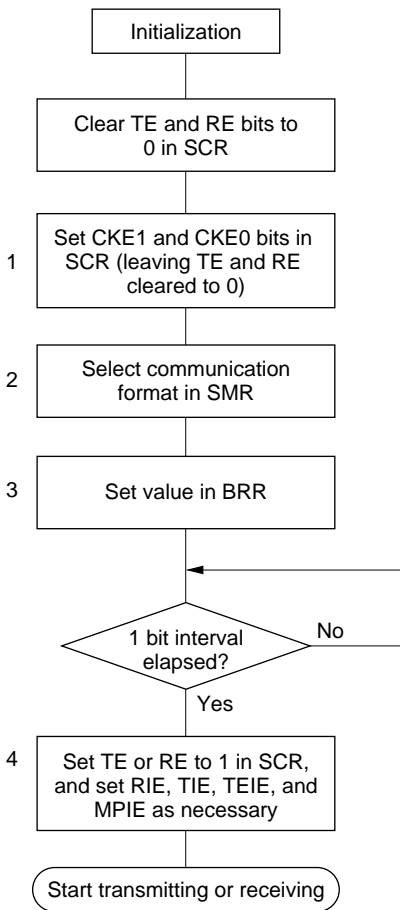 Initialization
Clear TE and RE bits to
0 in SCR
1
Set CKE1 and CKE0 bits in
SCR (leaving TE and RE
cleared to 0)
2
Select communication
format in SMR
3
Set value in BRR
1 bit interval
elapsed?
No
Yes
4
Set TE or RE to 1 in SCR,
and set RIE, TIE, TEIE, and
MPIE as necessary
Start transmitting or receiving